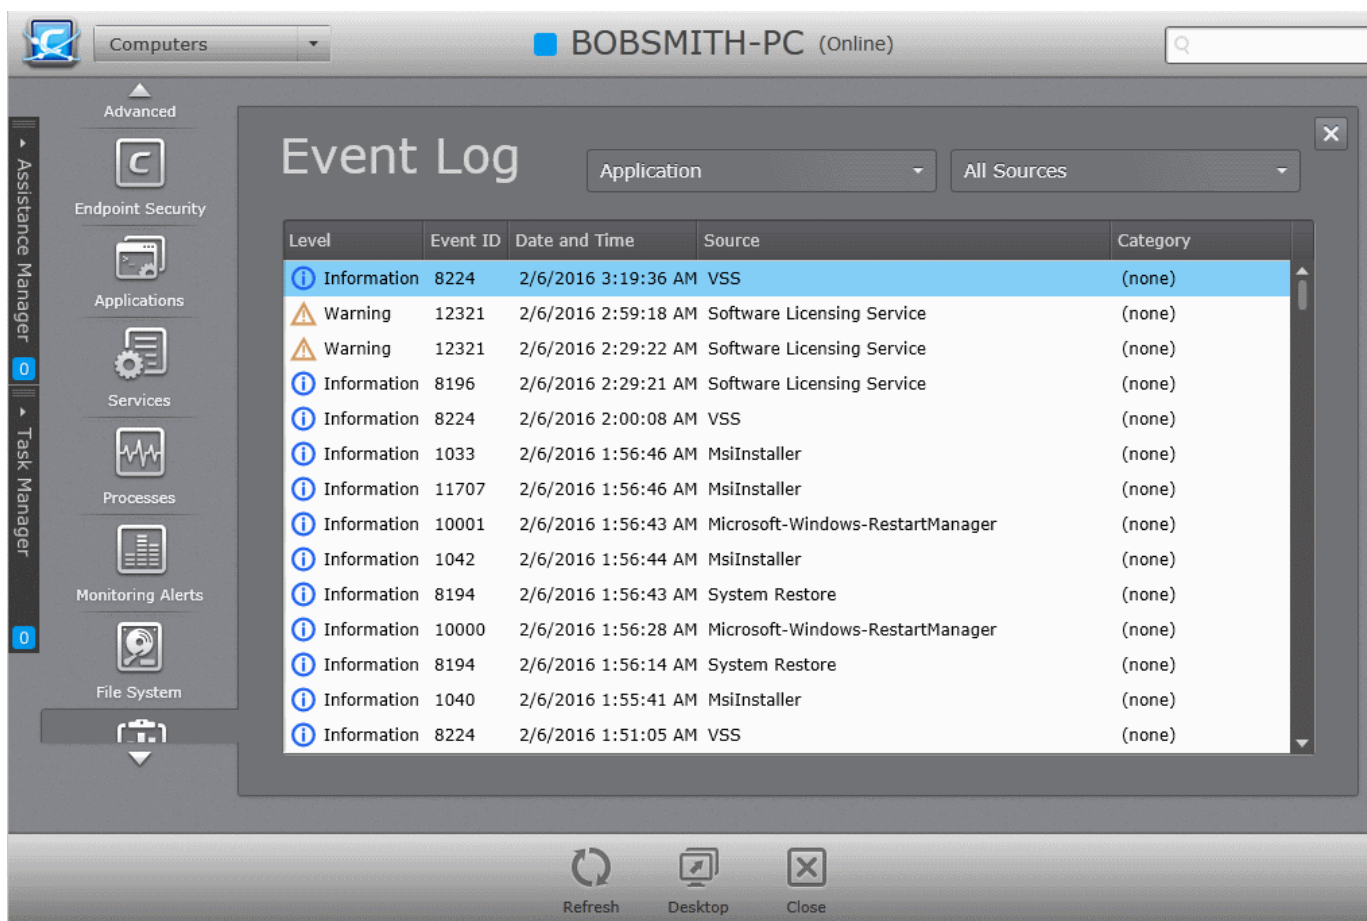 Computers
BOBSMITH-PC (Online)
Advanced
Endpoint Security
Applications
Services
Processes
Monitoring Alerts
File System
Assistance Manager
0
Task Manager
0
Event Log
Application
All Sources
Level Event ID Date and Time Source Category
Information 8224 2/6/2016 3:19:36 AM VSS (none)
Warning 12321 2/6/2016 2:59:18 AM Software Licensing Service (none)
Warning 12321 2/6/2016 2:29:22 AM Software Licensing Service (none)
Information 8196 2/6/2016 2:29:21 AM Software Licensing Service (none)
Information 8224 2/6/2016 2:00:08 AM VSS (none)
Information 1033 2/6/2016 1:56:46 AM MsiInstaller (none)
Information 11707 2/6/2016 1:56:46 AM MsiInstaller (none)
Information 10001 2/6/2016 1:56:43 AM Microsoft-Windows-RestartManager (none)
Information 1042 2/6/2016 1:56:44 AM MsiInstaller (none)
Information 8194 2/6/2016 1:56:43 AM System Restore (none)
Information 10000 2/6/2016 1:56:28 AM Microsoft-Windows-RestartManager (none)
Information 8194 2/6/2016 1:56:14 AM System Restore (none)
Information 1040 2/6/2016 1:55:41 AM MsiInstaller (none)
Information 8224 2/6/2016 1:51:05 AM VSS (none)
Refresh
Desktop
Close